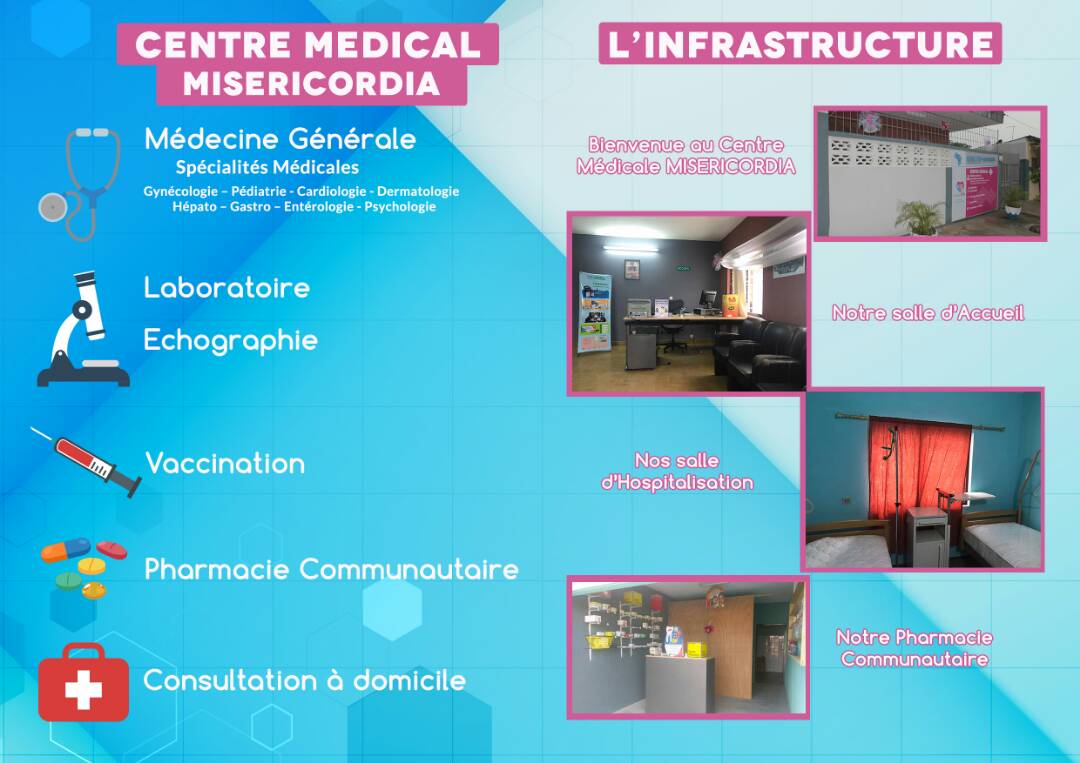 CENTRE MEDICAL
MISERICORDIA
Médecine Générale
Spécialités Médicales
Gynécologie – Pédiatrie - Cardiologie - Dermatologie
Hépato – Gastro – Entérologie - Psychologie
Laboratoire
Echographie
Vaccination
Pharmacie Communautaire
Consultation à domicile
L'INFRASTRUCTURE
Bienvenue au Centre
Médicale MISERICORDIA
Notre salle d'Accueil
Nos salle
d'Hospitalisation
Notre Pharmacie
Communautaire